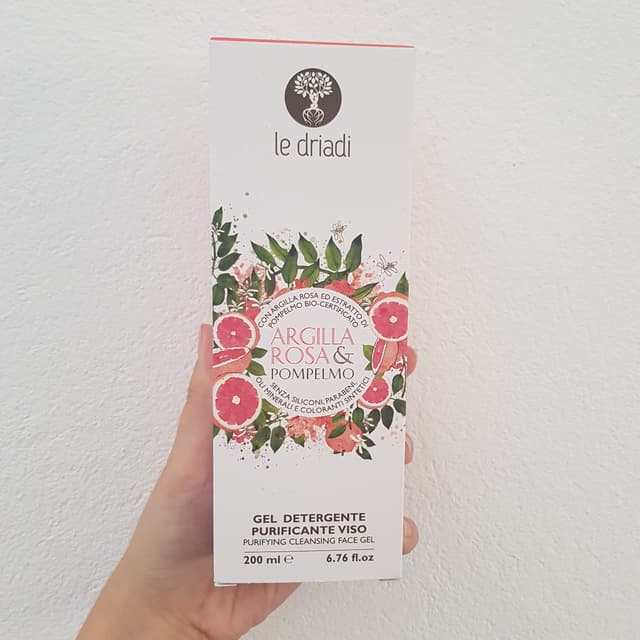 le driadi
CON ARGILLA ROSA ED ESTRATTO DI
POMPELMO BIO-CERTIFICATO
ARGILLA
ROSA &
POMPELMO
SENZA SILICONI, PARABENI,
OLI MINERALI E COLORANTI SINTETICI
GEL DETERGENTE
PURIFICANTE VISO
PURIFYING CLEANSING FACE GEL
200 ml ℮ 6.76 fl.oz